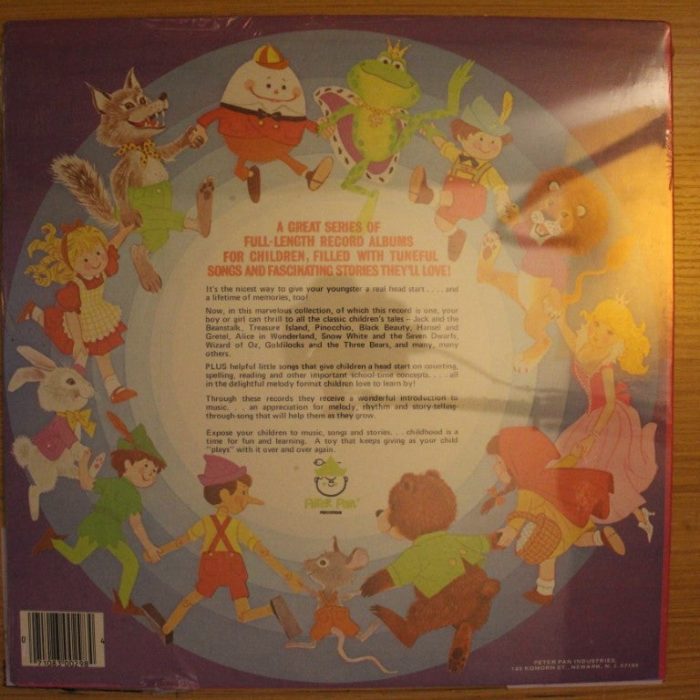 A GREAT SERIES OF
FULL-LENGTH RECORD ALBUMS
FOR CHILDREN, FILLED WITH TUNEFUL
SONGS AND FASCINATING STORIES THEY'LL LOVE!
It's the nicest way to give your youngster a real head start . . . . and
a lifetime of memories, too!
Now, in this marvelous collection, of which this record is one, your
boy or girl can thrill to all the classic children's tales – Jack and the
Beanstalk, Treasure Island, Pinocchio, Black Beauty, Hansel and
Gretel, Alice in Wonderland, Snow White and the Seven Dwarfs,
Wizard of Oz, Goldilocks and the Three Bears, and many, many
others.
PLUS helpful little songs that give children a head start on counting,
spelling, reading and other important school-time concepts. . . . all
in the delightful melody format children love to learn by!
Through these records they receive a wonderful introduction to
music. . . . an appreciation for melody, rhythm and story-telling-
through-song that will help them as they grow.
Expose your children to music, songs and stories. . . childhood is a
time for fun and learning. A toy that keeps giving as your child
"plays" with it over and over again.
PETER PAN
RECORDS
0 4
71083 00298
PETER PAN INDUSTRIES,
KOMORN ST., NEWARK, N.J.